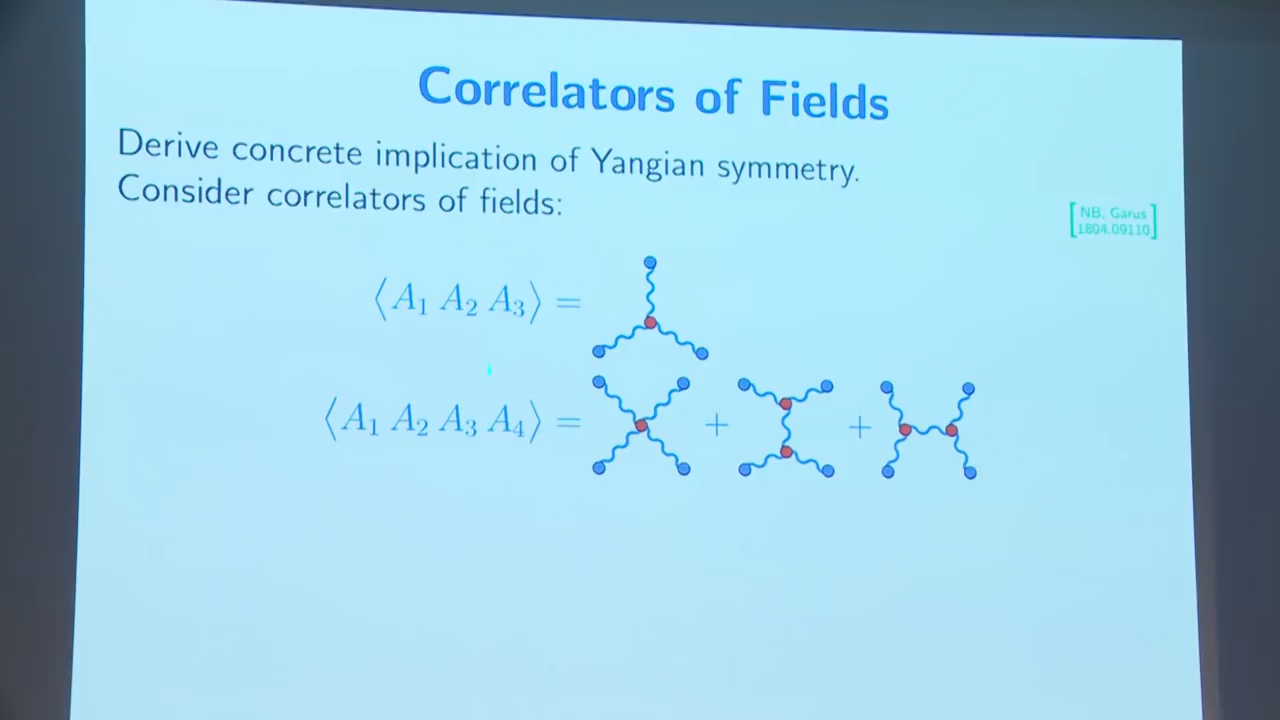 Correlators of Fields
Derive concrete implication of Yangian symmetry.
Consider correlators of fields:
[NB, Garus
1804.09110]
⟨A₁ A₂ A₃⟩ =
⟨A₁ A₂ A₃ A₄⟩ = + +